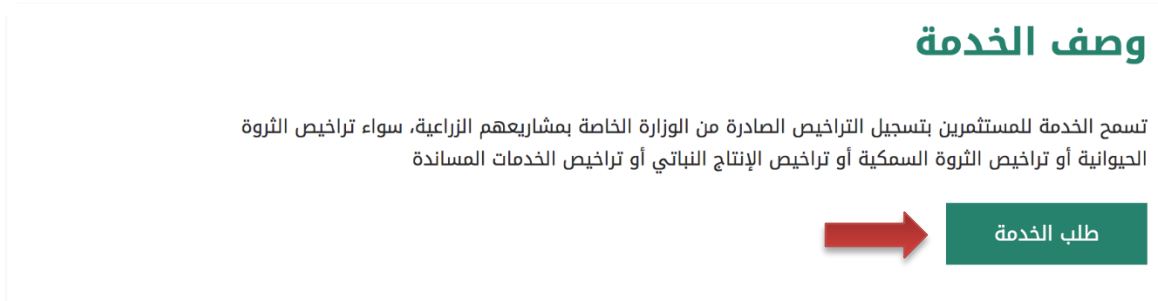 وصف الخدمة
تسمح الخدمة للمستثمرين بتسجيل التراخيص الصادرة من الوزارة الخاصة بمشاريعهم الزراعية، سواء تراخيص الثروة
الحيوانية أو تراخيص الثروة السمكية أو تراخيص الإنتاج النباتي أو تراخيص الخدمات المساندة
طلب الخدمة